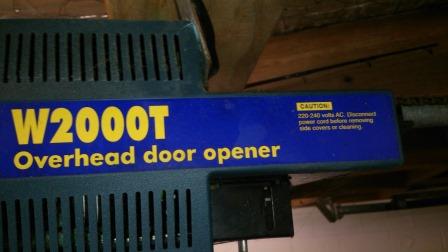 W2000T
Overhead door opener
CAUTION:
220-240 volts AC. Disconnect
power cord before removing
side covers or cleaning.